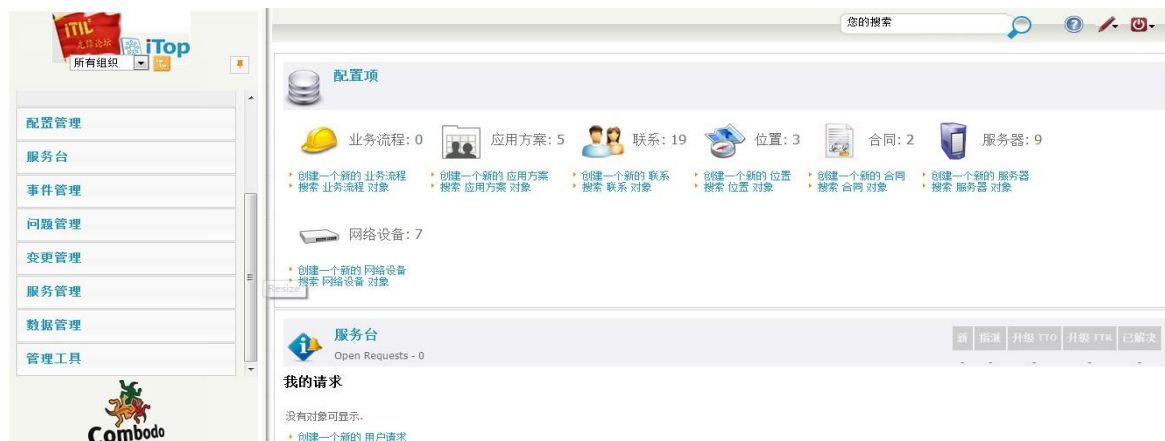 ITIL
iTop
所有组织
配置管理
服务台
事件管理
问题管理
变更管理
服务管理
数据管理
管理工具
Combodo
您的搜索
配置项
业务流程: 0
创建一个新的 业务流程
搜索 业务流程 对象
应用方案: 5
创建一个新的 应用方案
搜索 应用方案 对象
联系: 19
创建一个新的 联系
搜索 联系 对象
位置: 3
创建一个新的 位置
搜索 位置 对象
合同: 2
创建一个新的 合同
搜索 合同 对象
服务器: 9
创建一个新的 服务器
搜索 服务器 对象
网络设备: 7
创建一个新的 网络设备
搜索 网络设备 对象
Resize
服务台
Open Requests - 0
新 指派 升级 TTO 升级 TTR 已解决
- - - - -
我的请求
没有对象可显示.
创建一个新的 用户请求